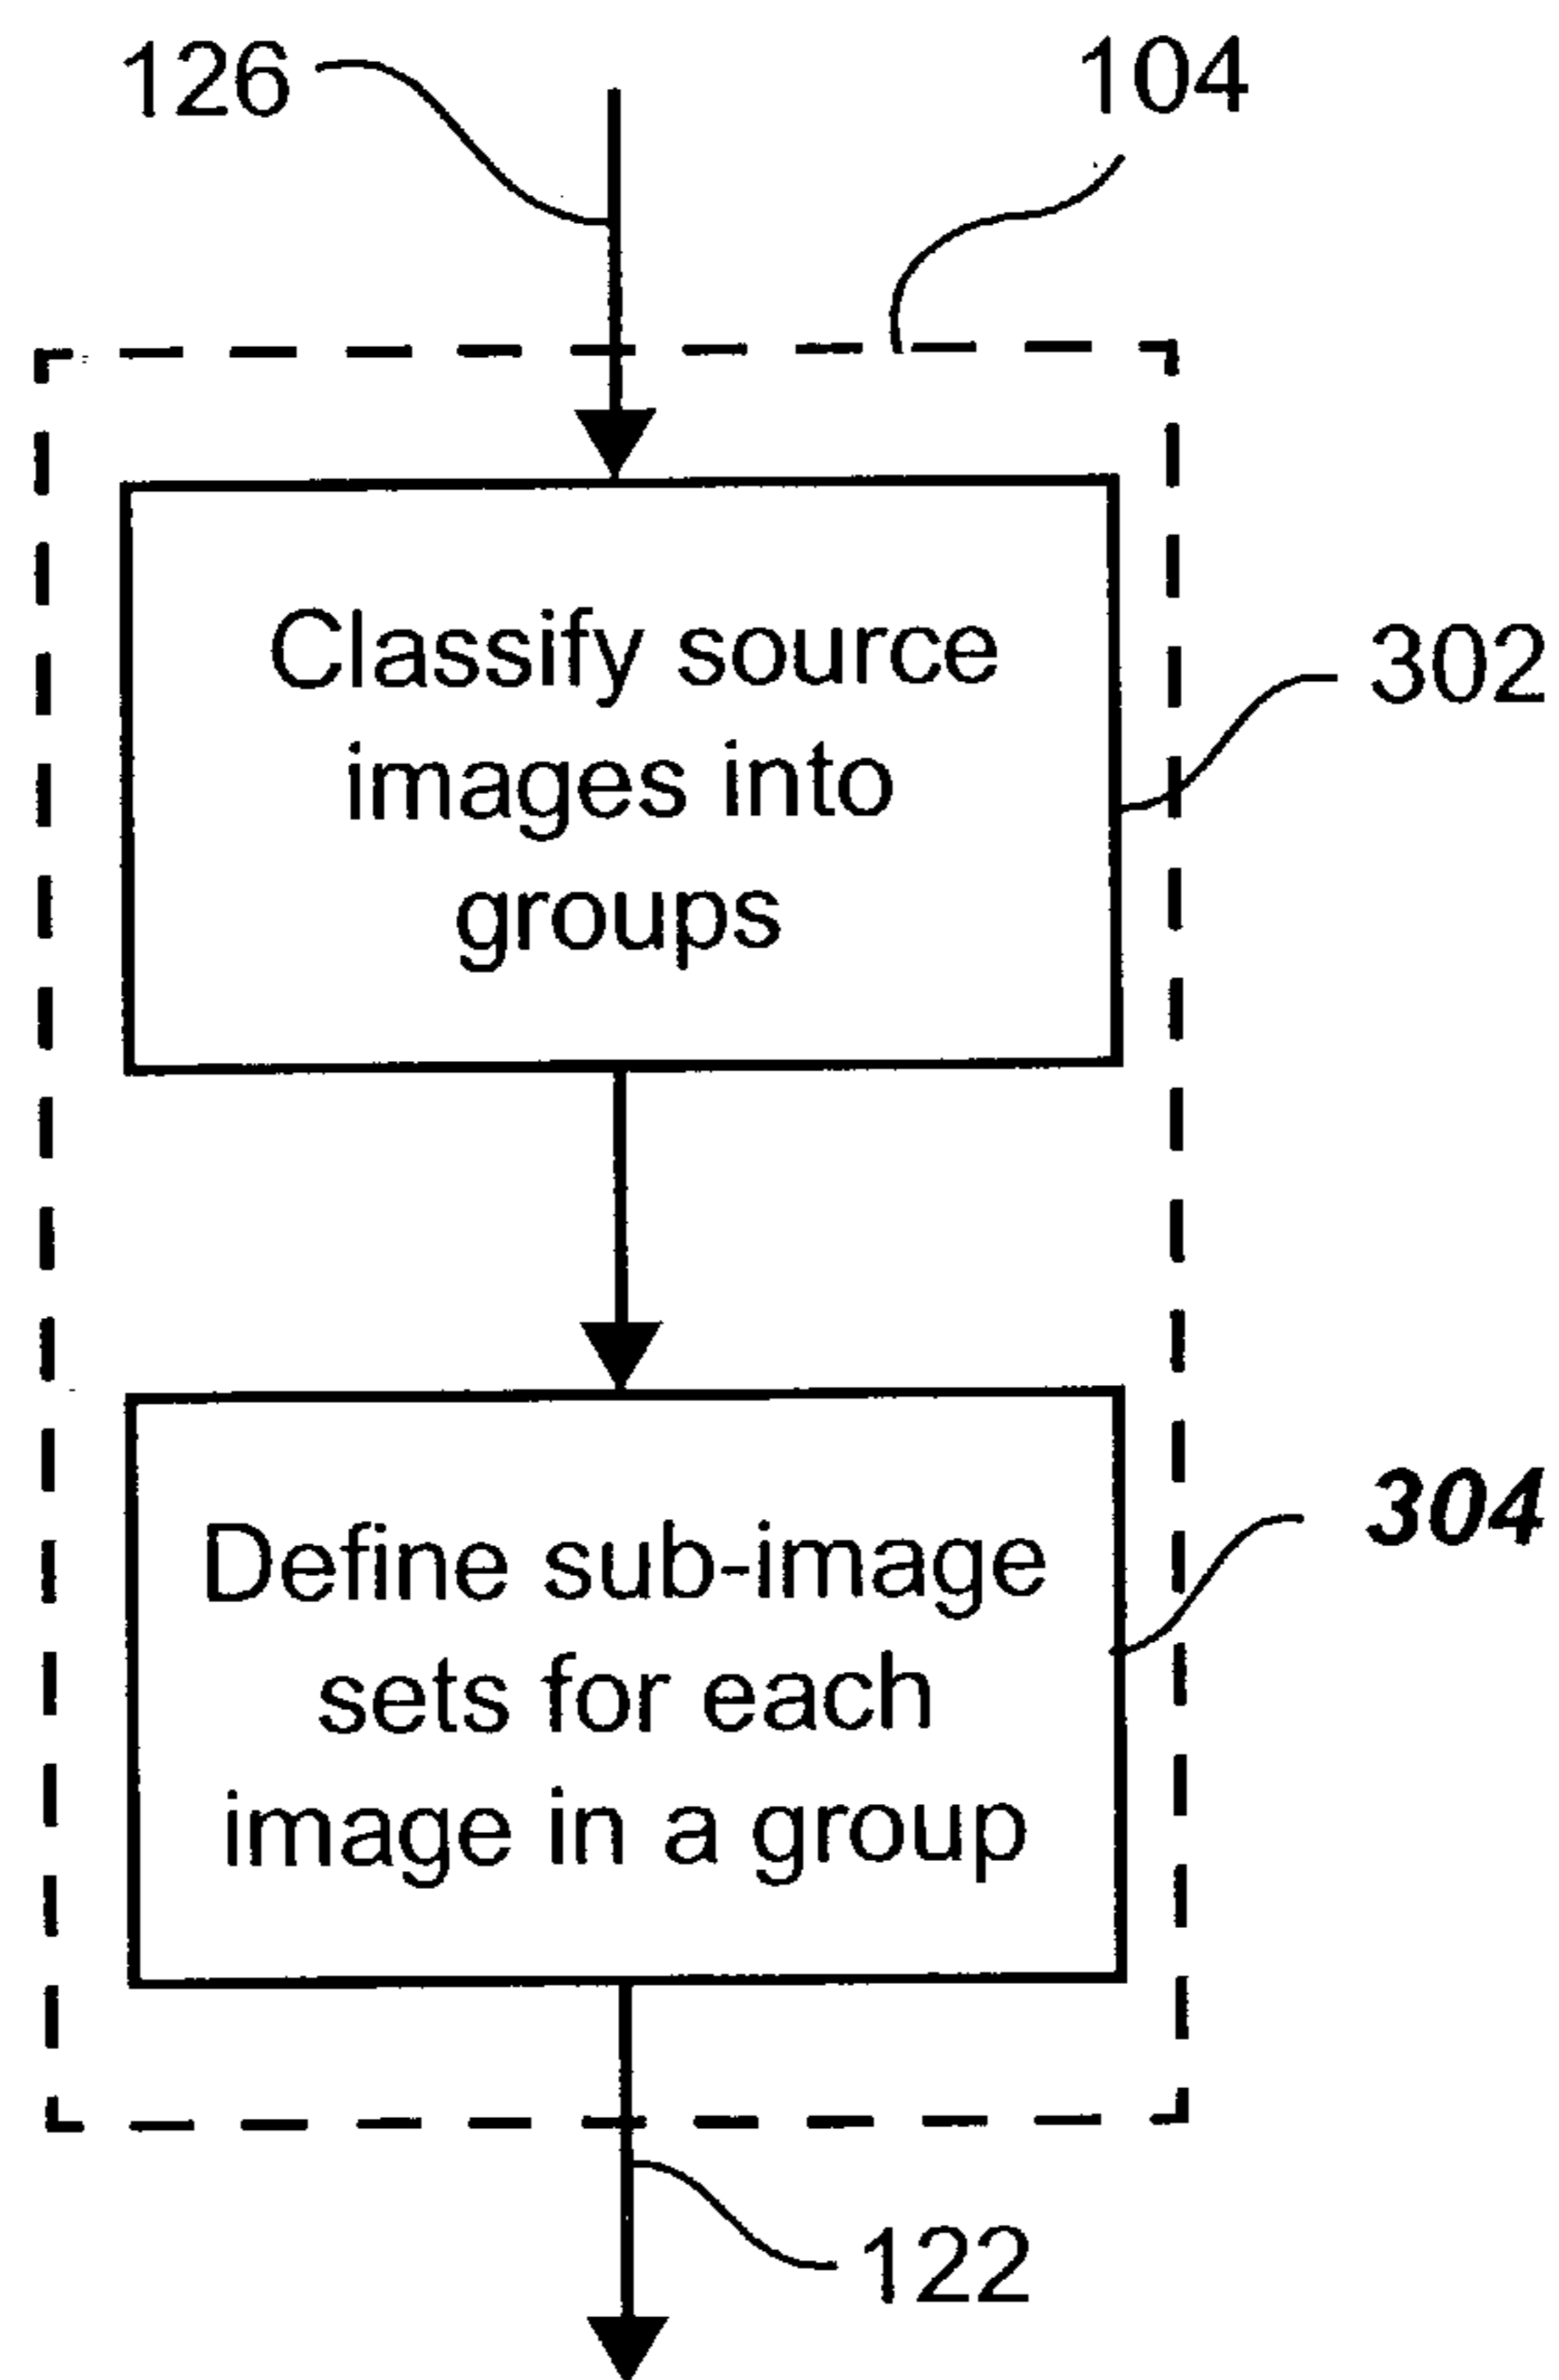 126
104
Classify source
images into
groups
302
Define sub-image
sets for each
image in a group
304
122